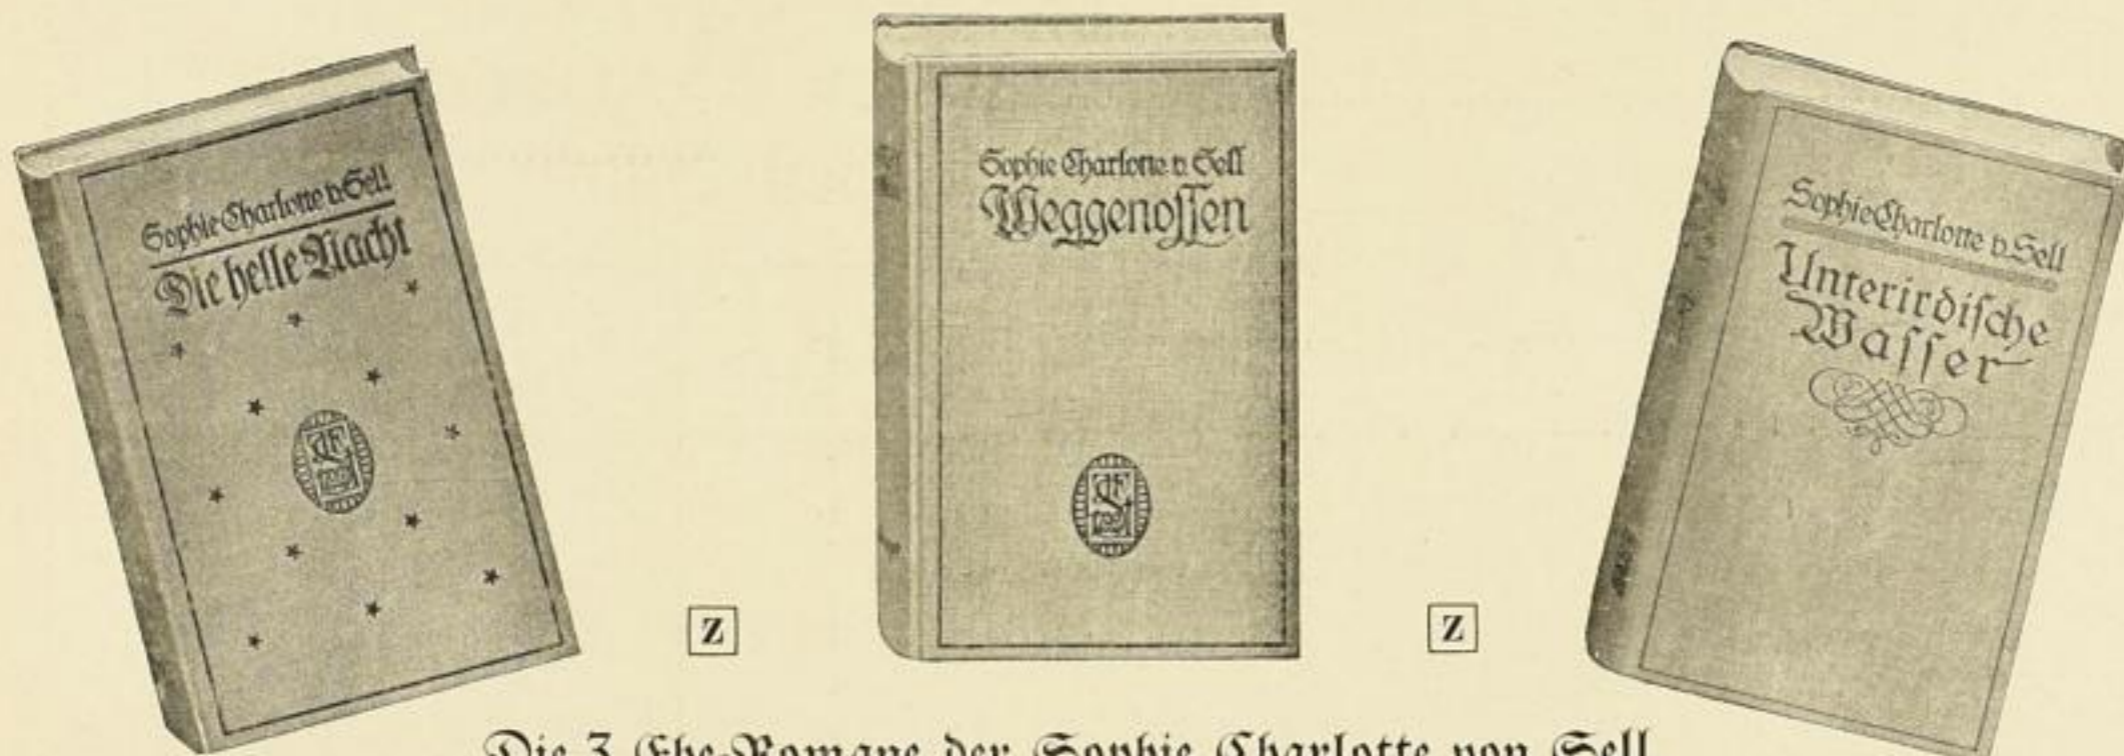 Sophie Charlotte v. Sell
Die helle Nacht
Sophie Charlotte v. Sell
Weggenossen
Sophie Charlotte v. Sell
Unterirdische
Wasser
Z
Z
Die 3 Ehe-Romane der Sophie Charlotte von Sell